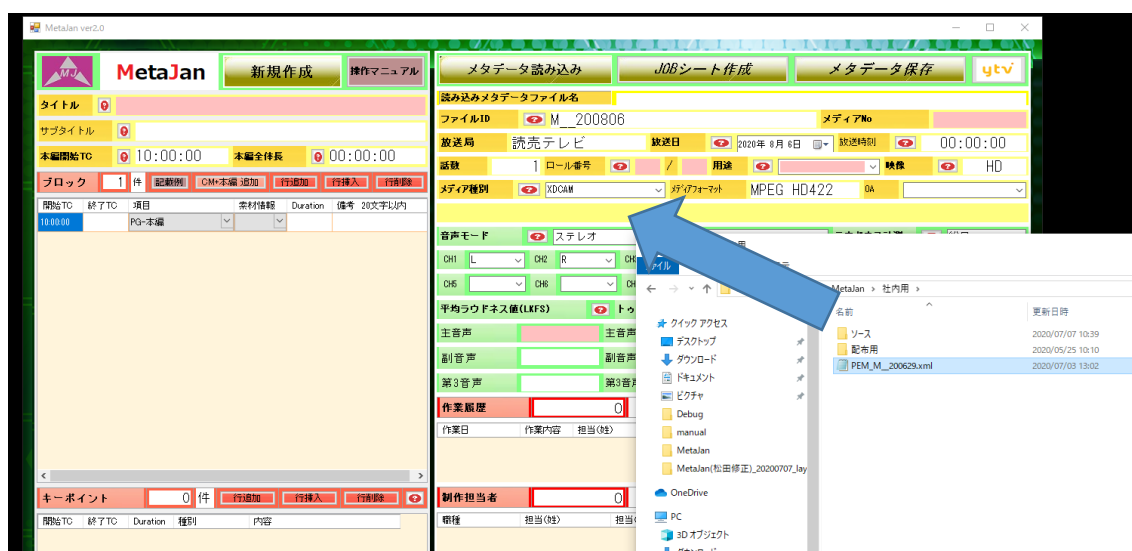 MetaJan ver2.0
MJ MetaJan 新規作成 操作マニュアル メタデータ読み込み JOBシート作成 メタデータ保存 ytv
タイトル 読み込みメタデータファイル名
サブタイトル ファイルID M__200806 メディアNo
本編開始TC 10:00:00 本編全体長 00:00:00 放送局 読売テレビ 放送日 2020年 8月 6日 放送時刻 00:00:00
ブロック 1 件 記載例 CM+本編 追加 行追加 行挿入 行削除 話数 1 ロール番号 / 用途 映像 HD
開始TC 終了TC 項目 素材情報 Duration 備考 20文字以内 メディア種別 XDCAM メディアフォーマット MPEG HD422 OA
10:00:00 PG-本編
音声モード ステレオ
CH1 L CH2 R
CH5 CH6
平均ラウドネス値(LKFS)
主音声
副音声
第3音声
作業履歴 0
作業日 作業内容 担当(姓)
キーポイント 0 件 行追加 行挿入 行削除 制作担当者 0
開始TC 終了TC Duration 種別 内容 職種 担当(姓)
ファイル
MetaJan › 社内用 ›
クイック アクセス
デスクトップ
ダウンロード
ドキュメント
ピクチャ
Debug
manual
MetaJan
MetaJan(松田修正)_20200707_lay
OneDrive
PC
3D オブジェクト
名前 更新日時
ソース 2020/07/07 10:39
配布用 2020/05/25 10:10
PEM_M__200629.xml 2020/07/03 13:02